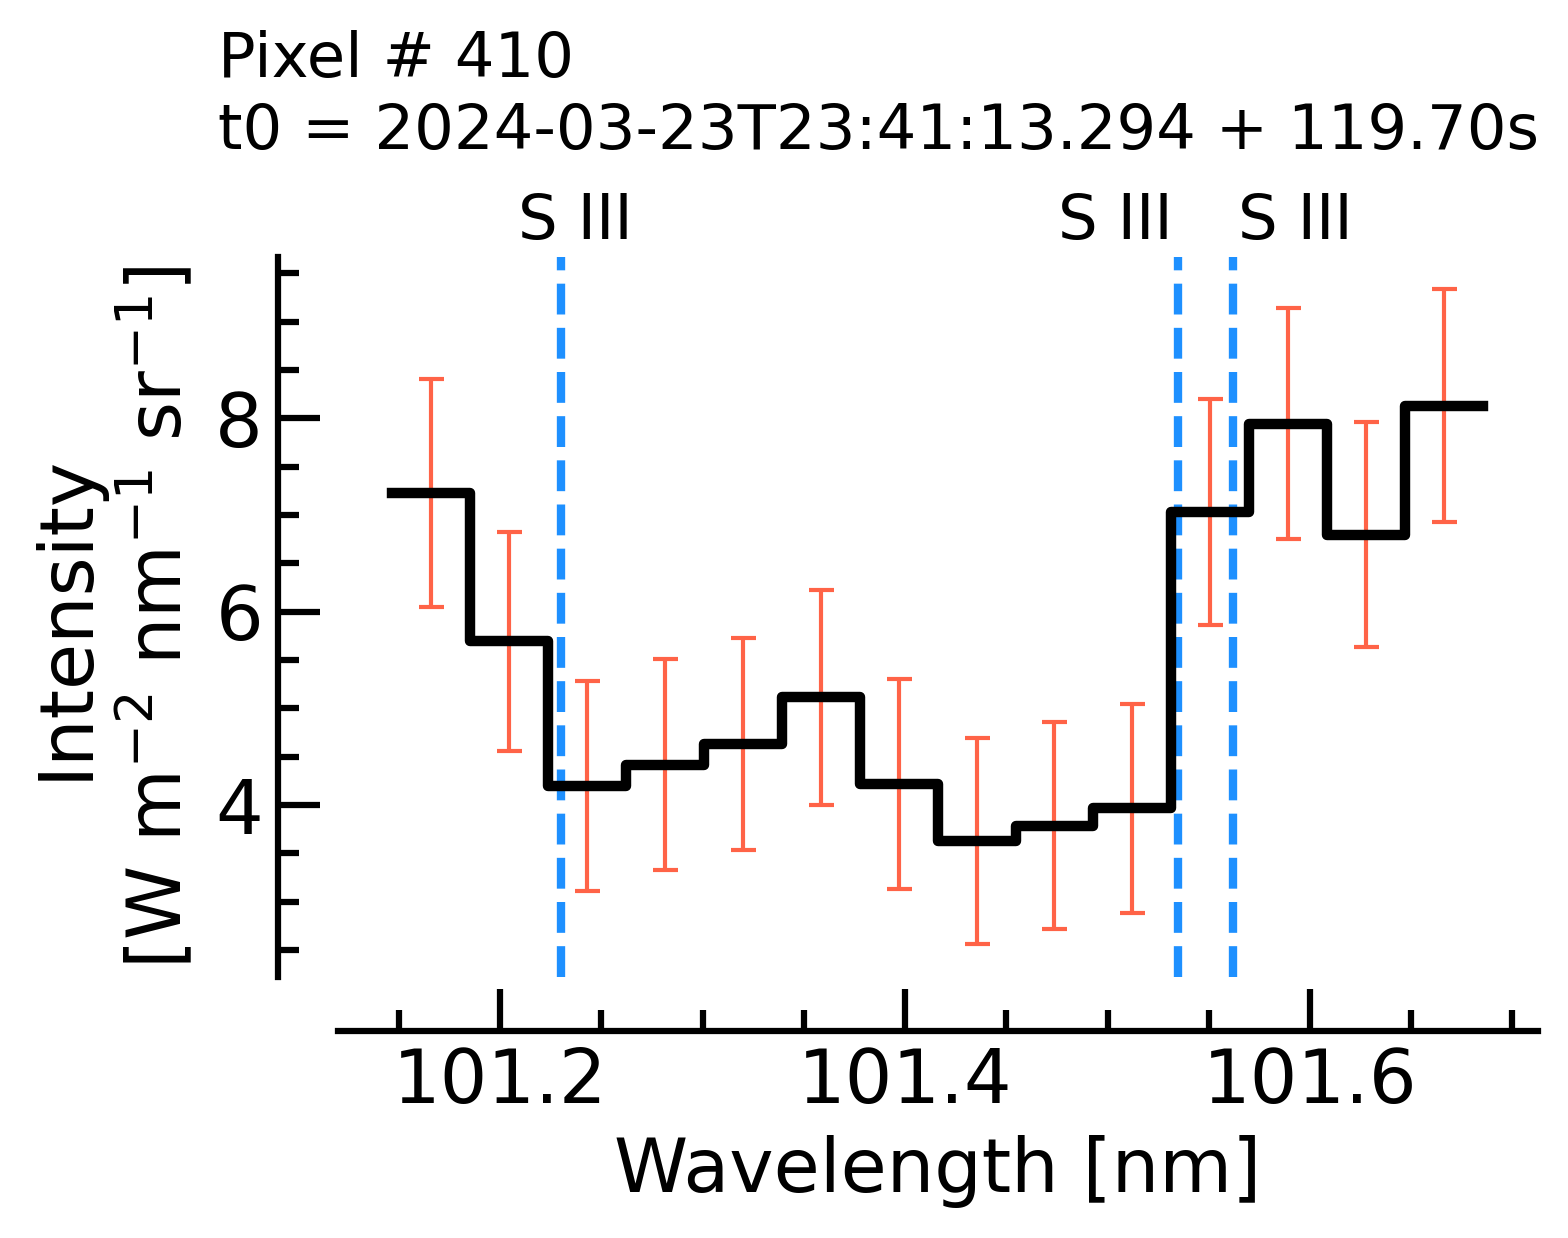 Pixel # 410
t0 = 2024-03-23T23:41:13.294 + 119.70s
S III S III S III
Intensity
[W m⁻² nm⁻¹ sr⁻¹]
8
6
4
101.2 101.4 101.6
Wavelength [nm]